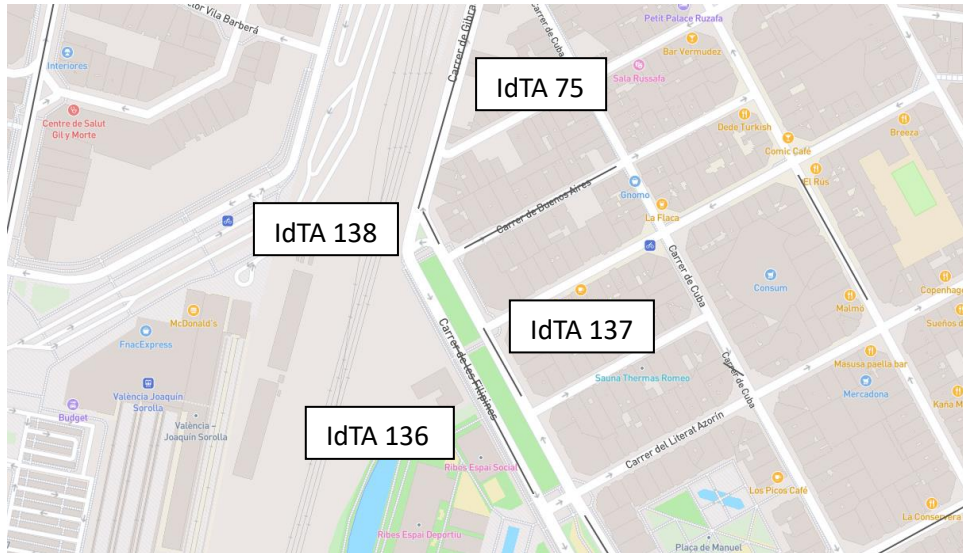 ctor Vila Barberá
Interiores
Centre de Salut
Gil y Morte
Carrer de Gibra
Carrer de Cuba
Petit Palace Ruzafa
Bar Vermudez
Sala Russafa
IdTA 75
Dede Turkish
Comic Café
Breeza
El Rus
Gnomo
La Flaca
Carrer de Buenos Aires
IdTA 138
Carrer de Cuba
Consum
Copenhage
Malmö
Sueños d
McDonald's
FnacExpress
IdTA 137
Carrer de les Filipines
València Joaquín
Sorolla
Budget
València –
Joaquín Sorolla
Sauna Thermas Romeo
Carrer de Cuba
Masusa paella bar
Mercadona
Kaña M
IdTA 136
Carrer del Literat Azorín
Ribes Espai Social
Los Picos Café
La Conservera
Ribes Espai Deportiu
Plaça de Manuel